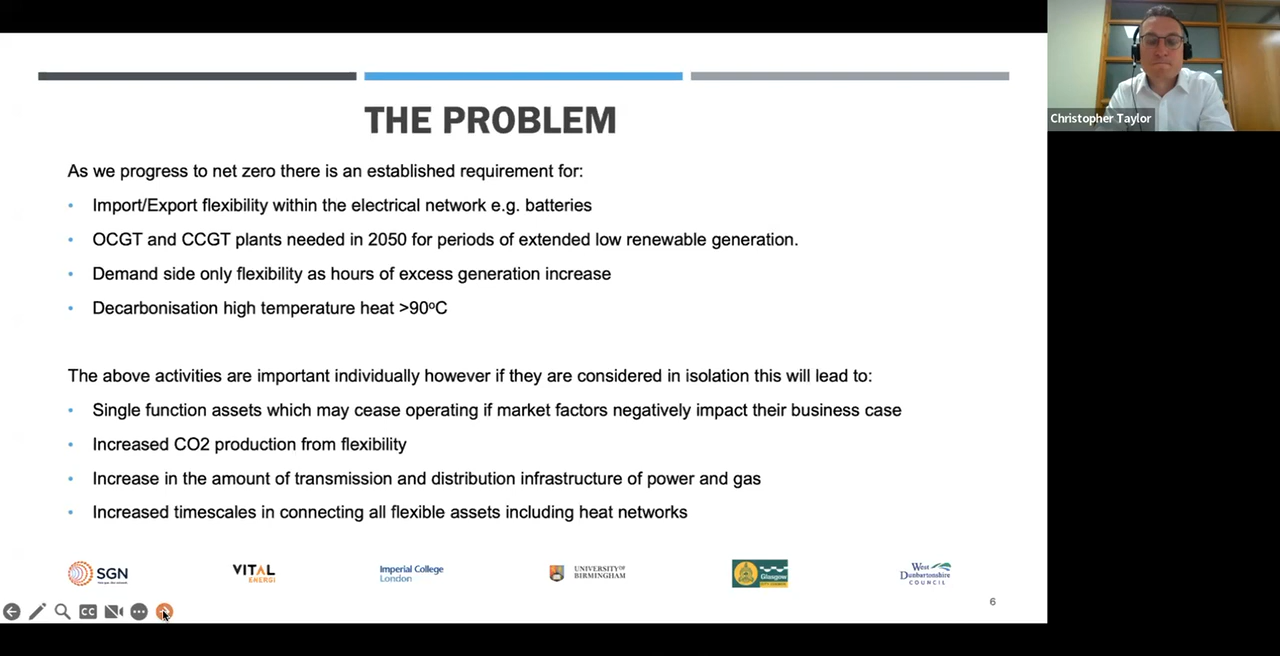 THE PROBLEM
As we progress to net zero there is an established requirement for:
• Import/Export flexibility within the electrical network e.g. batteries
• OCGT and CCGT plants needed in 2050 for periods of extended low renewable generation.
• Demand side only flexibility as hours of excess generation increase
• Decarbonisation high temperature heat >90ºC
The above activities are important individually however if they are considered in isolation this will lead to:
• Single function assets which may cease operating if market factors negatively impact their business case
• Increased CO2 production from flexibility
• Increase in the amount of transmission and distribution infrastructure of power and gas
• Increased timescales in connecting all flexible assets including heat networks
SGN
VITAL
ENERGI
Imperial College
London
UNIVERSITY OF
BIRMINGHAM
Glasgow
West
Dunbartonshire
COUNCIL
6
CC
Christopher Taylor